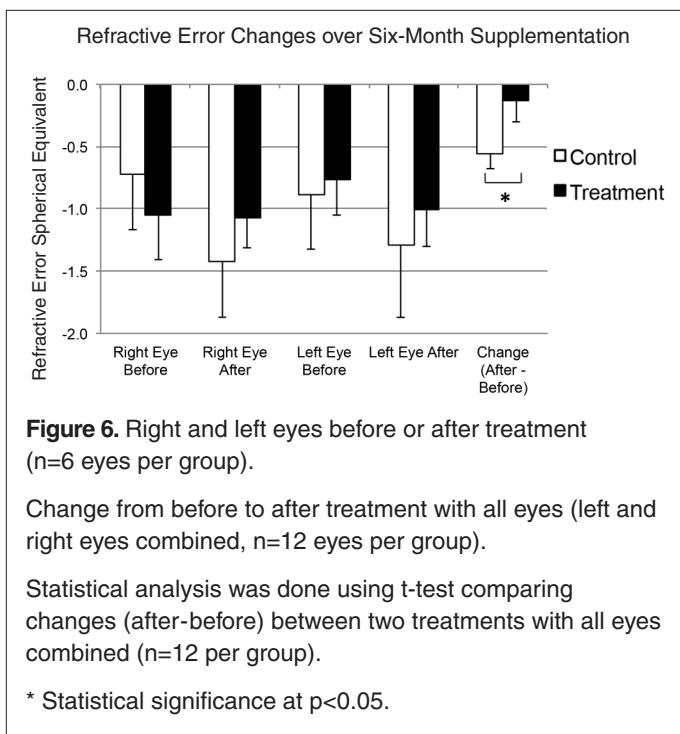 Refractive Error Changes over Six-Month Supplementation
Refractive Error Spherical Equivalent
0.0
-0.5
-1.0
-1.5
-2.0
Control
Treatment
*
Right Eye
Before
Right Eye
After
Left Eye
Before
Left Eye After
Change
(After -
Before)
Figure 6. Right and left eyes before or after treatment
(n=6 eyes per group).
Change from before to after treatment with all eyes (left and
right eyes combined, n=12 eyes per group).
Statistical analysis was done using t-test comparing
changes (after-before) between two treatments with all eyes
combined (n=12 per group).
* Statistical significance at p<0.05.